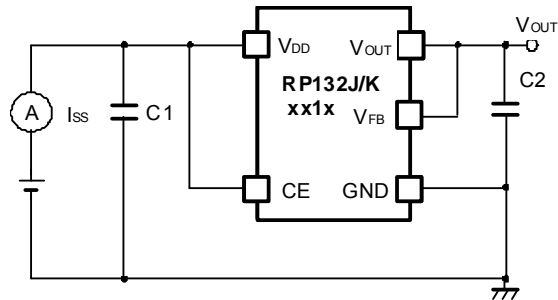 VOUT
VDD
VOUT
C2
RP132J/K
xx1x
A
ISS
C1
VFB
CE
GND